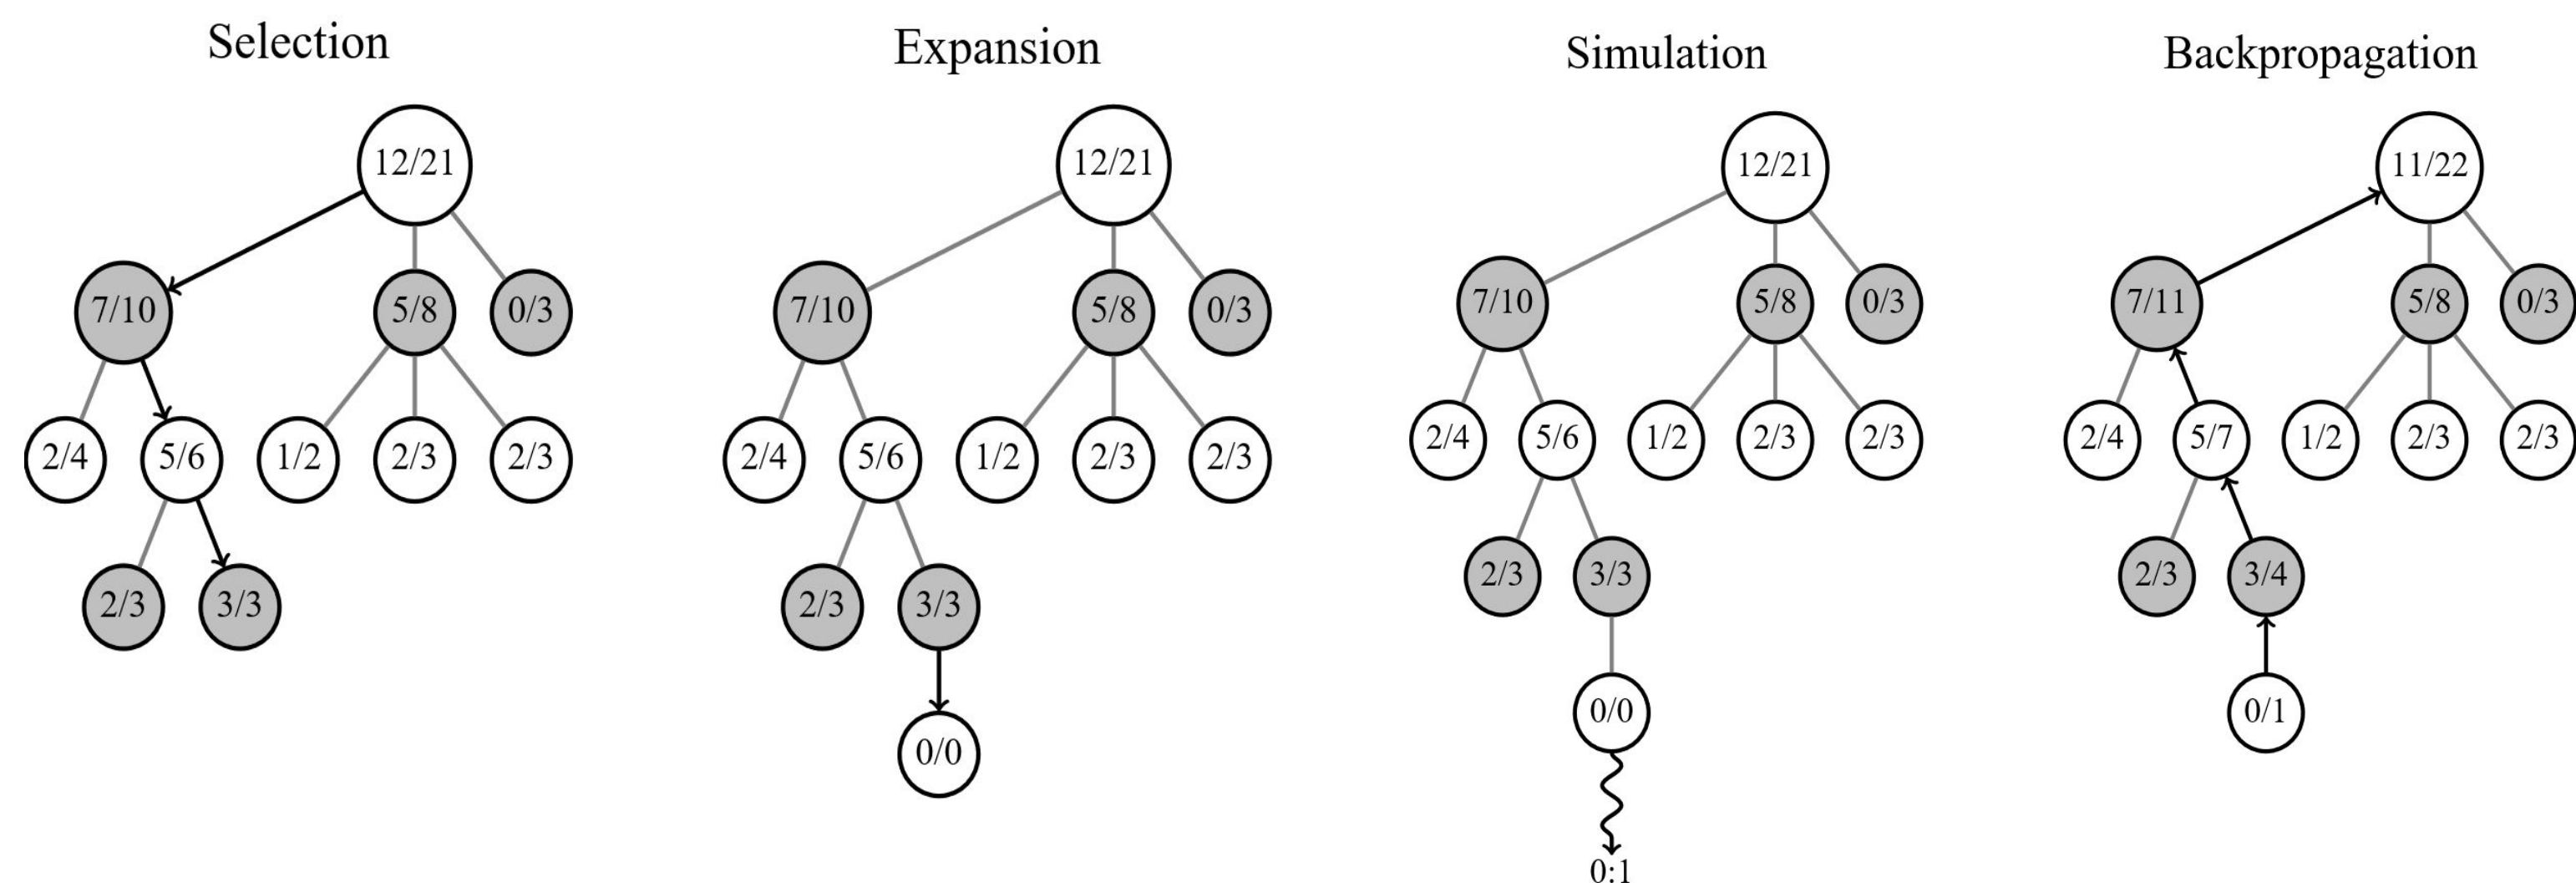 Selection
12/21
7/10 5/8 0/3
2/4 5/6 1/2 2/3 2/3
2/3 3/3
Expansion
12/21
7/10 5/8 0/3
2/4 5/6 1/2 2/3 2/3
2/3 3/3
0/0
Simulation
12/21
7/10 5/8 0/3
2/4 5/6 1/2 2/3 2/3
2/3 3/3
0/0
0:1
Backpropagation
11/22
7/11 5/8 0/3
2/4 5/7 1/2 2/3 2/3
2/3 3/4
0/1